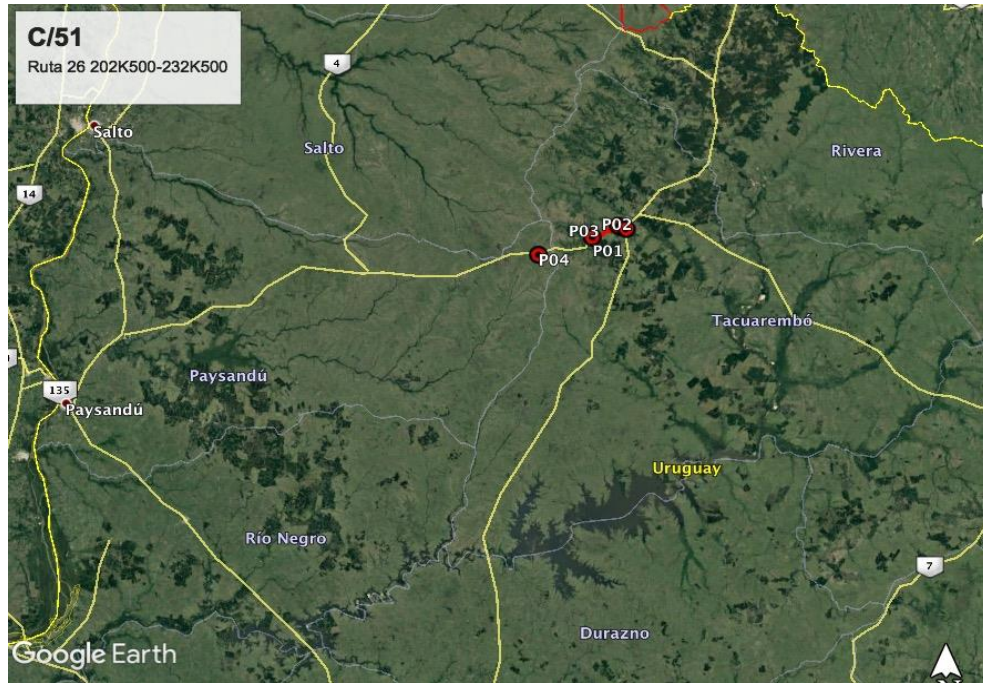 C/51
Ruta 26 202K500-232K500
4
Salto
Salto
Rivera
14
P03
P02
P01
P04
Tacuarembó
Paysandú
135
Paysandú
Uruguay
Río Negro
7
Durazno
Google Earth